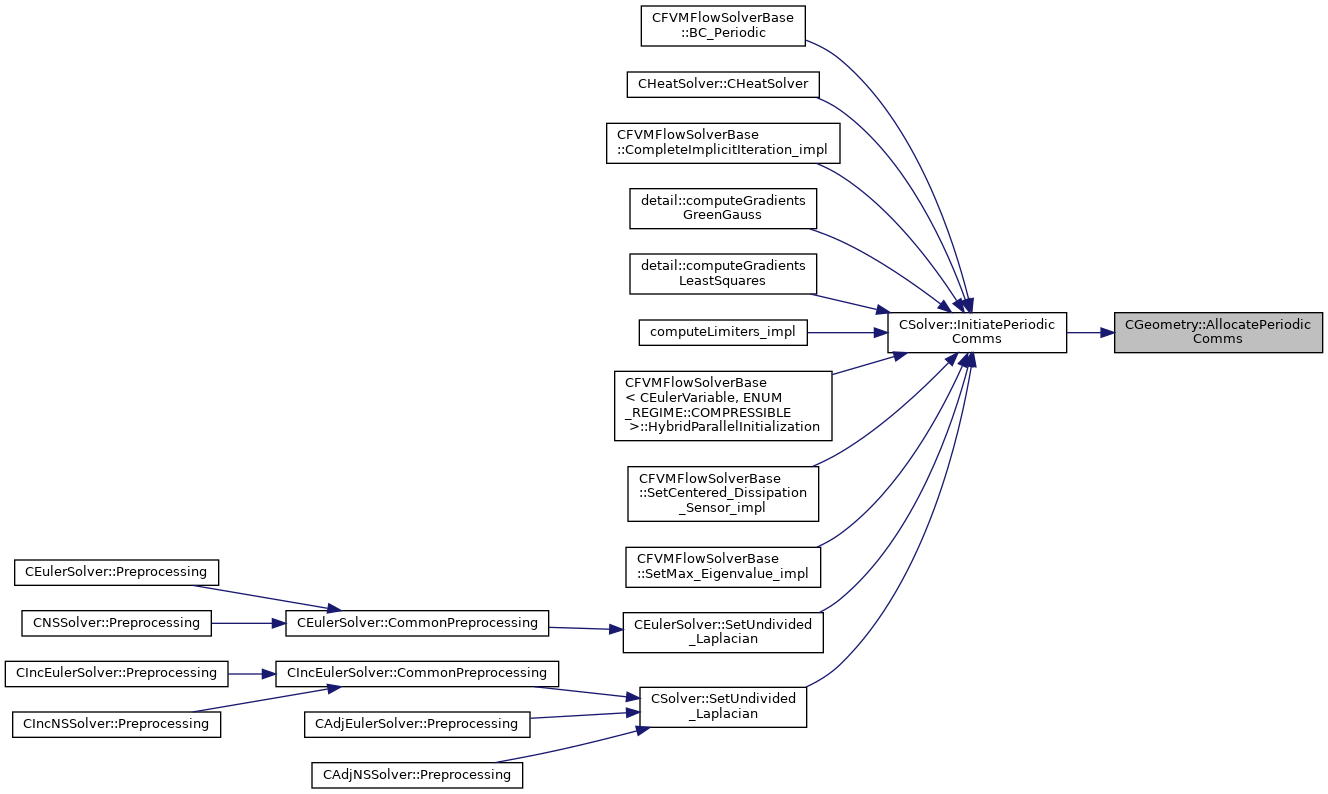 CFVMFlowSolverBase
::BC_Periodic
CHeatSolver::CHeatSolver
CFVMFlowSolverBase
::CompleteImplicitIteration_impl
detail::computeGradients
GreenGauss
detail::computeGradients
LeastSquares
computeLimiters_impl
CSolver::InitiatePeriodic
Comms
CGeometry::AllocatePeriodic
Comms
CFVMFlowSolverBase
< CEulerVariable, ENUM
_REGIME::COMPRESSIBLE
>::HybridParallelInitialization
CFVMFlowSolverBase
::SetCentered_Dissipation
_Sensor_impl
CFVMFlowSolverBase
::SetMax_Eigenvalue_impl
CEulerSolver::Preprocessing
CNSSolver::Preprocessing
CEulerSolver::CommonPreprocessing
CEulerSolver::SetUndivided
_Laplacian
CIncEulerSolver::Preprocessing
CIncEulerSolver::CommonPreprocessing
CIncNSSolver::Preprocessing
CAdjEulerSolver::Preprocessing
CSolver::SetUndivided
_Laplacian
CAdjNSSolver::Preprocessing